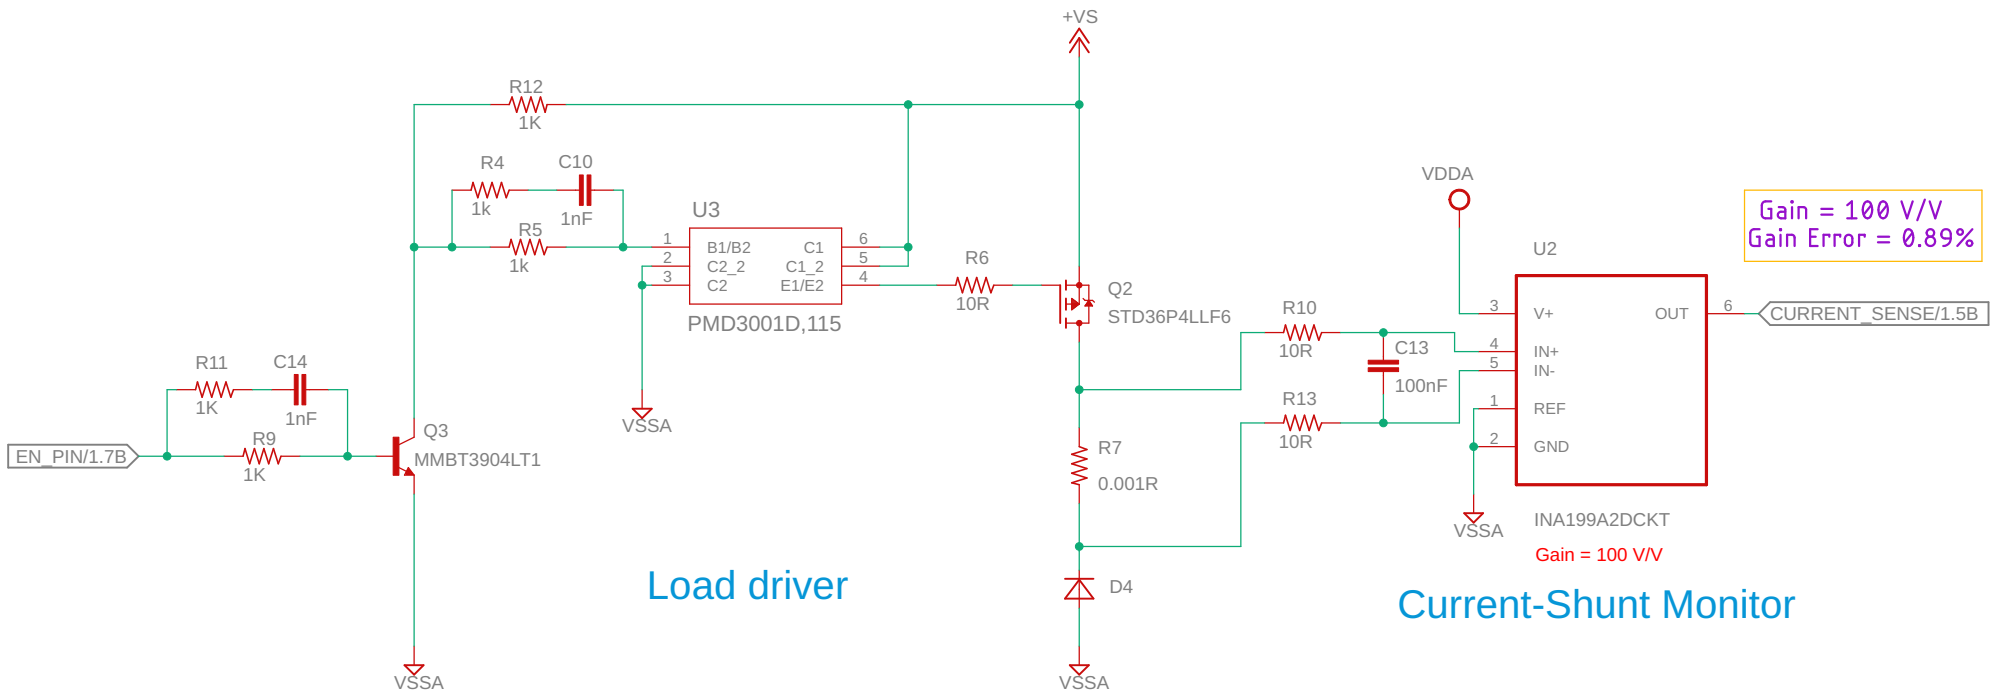 +VS
R12
1K
R4
C10
1k
1nF
R5
1k
U3
1
B1/B2
C1
6
2
C2_2
C1_2
5
3
C2
E1/E2
4
PMD3001D,115
VSSA
R6
10R
Q2
STD36P4LLF6
R11
C14
1K
1nF
R9
1K
EN_PIN/1.7B
Q3
MMBT3904LT1
VSSA
R7
0.001R
D4
VSSA
Load driver
R10
10R
C13
100nF
R13
10R
VDDA
Gain = 100 V/V
Gain Error = 0.89%
U2
3
V+
OUT
6
CURRENT_SENSE/1.5B
4
IN+
5
IN-
1
REF
2
GND
VSSA
INA199A2DCKT
Gain = 100 V/V
Current-Shunt Monitor